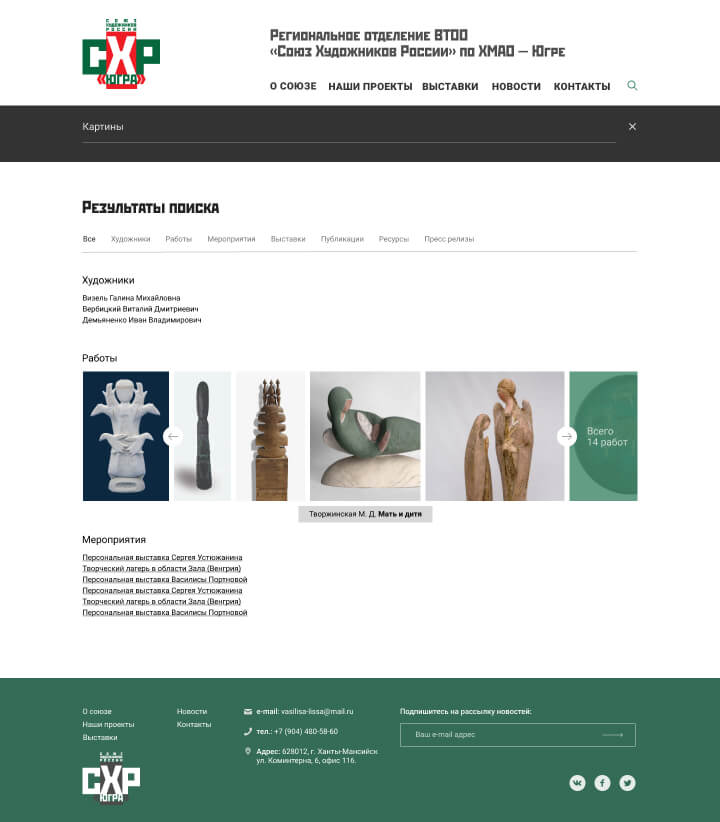 СОЮЗ
ХУДОЖНИКОВ
РОССИИ
СХР
«ЮГРА»
Региональное отделение ВТОО
«Союз Художников России» по ХМАО — Югре
О СОЮЗЕ НАШИ ПРОЕКТЫ ВЫСТАВКИ НОВОСТИ КОНТАКТЫ
Картины
Результаты поиска
Все Художники Работы Мероприятия Выставки Публикации Ресурсы Пресс релизы
Художники
Визель Галина Михайловна
Вербицкий Виталий Дмитриевич
Демьяненко Иван Владимирович
Работы
Всего
14 работ
Творжинская М. Д. Мать и дитя
Мероприятия
Персональная выставка Сергея Устюжанина
Творческий лагерь в области Зала (Венгрия)
Персональная выставка Василисы Портновой
Персональная выставка Сергея Устюжанина
Творческий лагерь в области Зала (Венгрия)
Персональная выставка Василисы Портновой
О союзе
Наши проекты
Выставки
Новости
Контакты
e-mail: vasilisa-lissa@mail.ru
тел.: +7 (904) 480-58-60
Адрес: 628012, г. Ханты-Мансийск
ул. Коминтерна, 6, офис 116.
Подпишитесь на рассылку новостей:
Ваш e-mail адрес
СОЮЗ
РОССИИ
СХР
ЮГРА